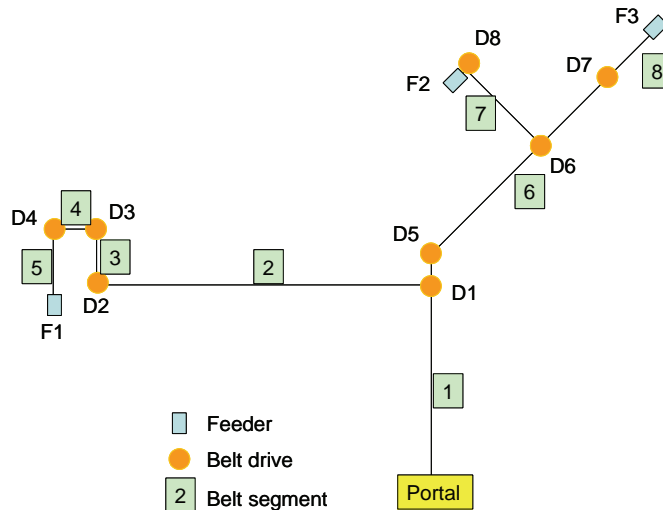 F3
D8
D7
8
F2
7
D6
6
D4
4
D3
D5
5
3
2
D2
D1
F1
1
Feeder
Belt drive
Portal
2
Belt segment